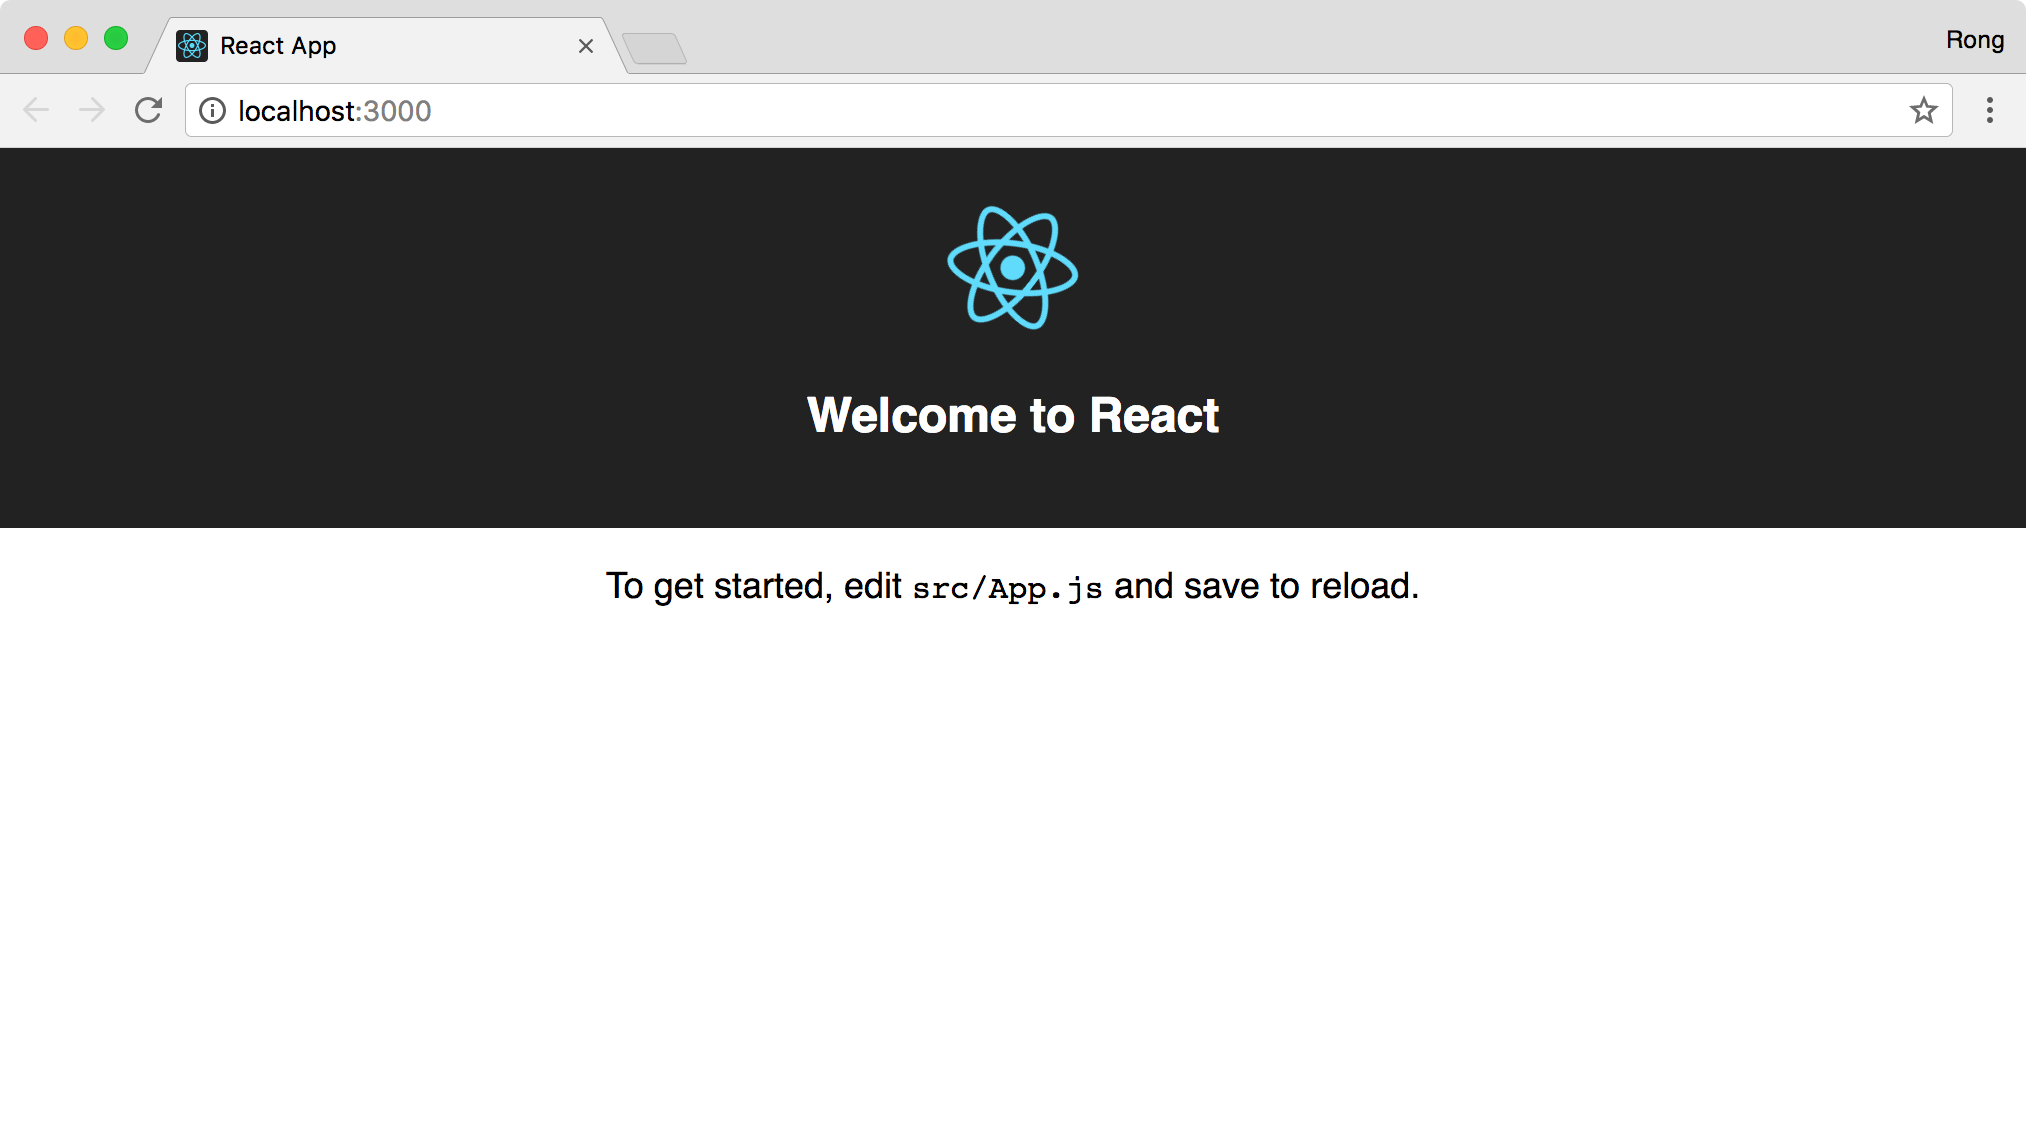 React App
Rong
localhost:3000
Welcome to React
To get started, edit src/App.js and save to reload.